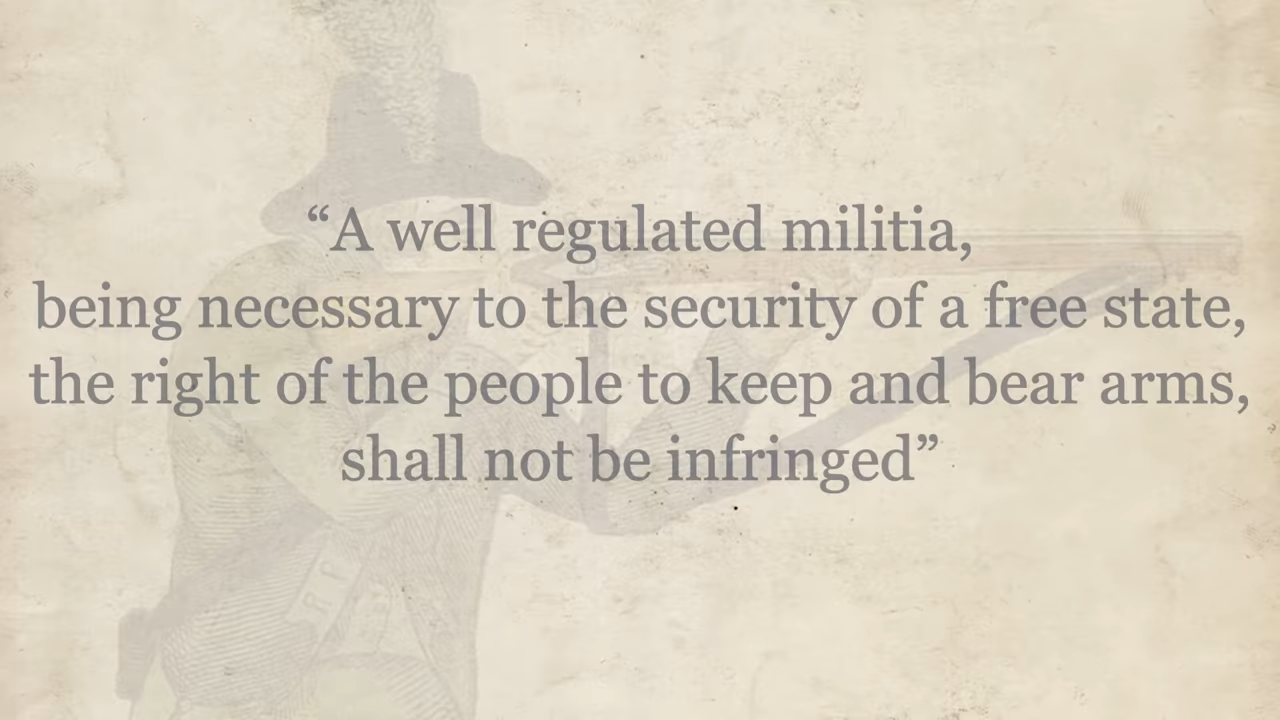 “A well regulated militia,
being necessary to the security of a free state,
the right of the people to keep and bear arms,
shall not be infringed”